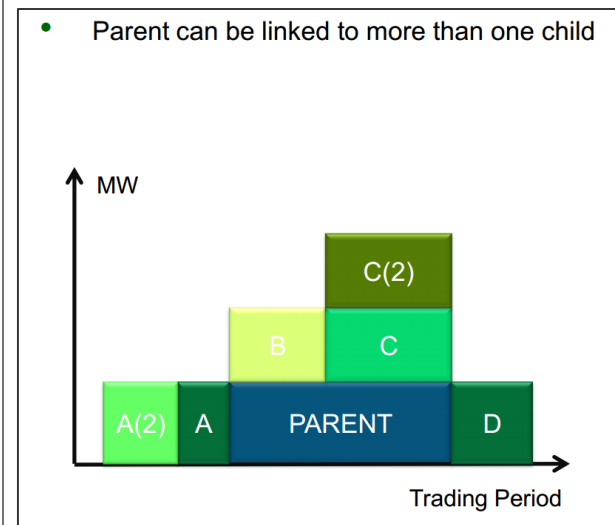 • Parent can be linked to more than one child
MW
C(2)
B C
A(2) A PARENT D
Trading Period